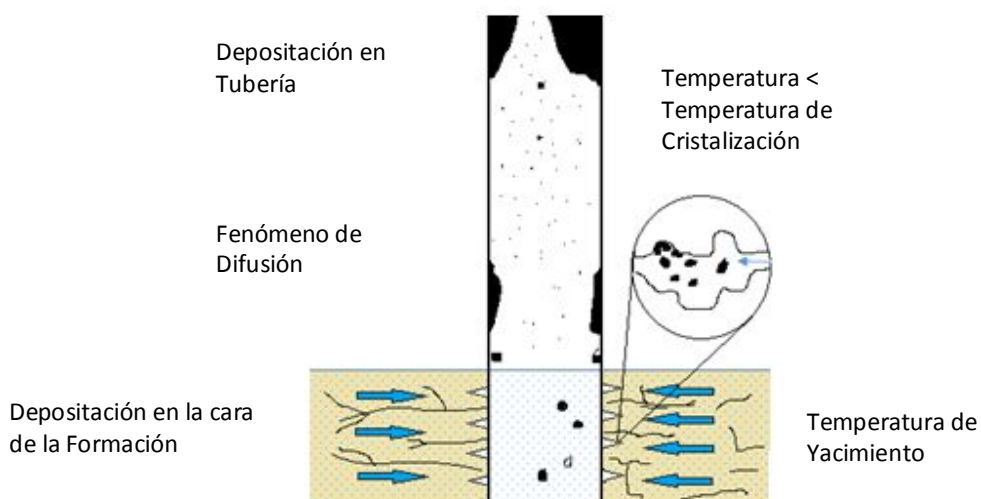 Depositación en
Tubería
Temperatura <
Temperatura de
Cristalización
Fenómeno de
Difusión
Depositación en la cara
de la Formación
d
Temperatura de
Yacimiento